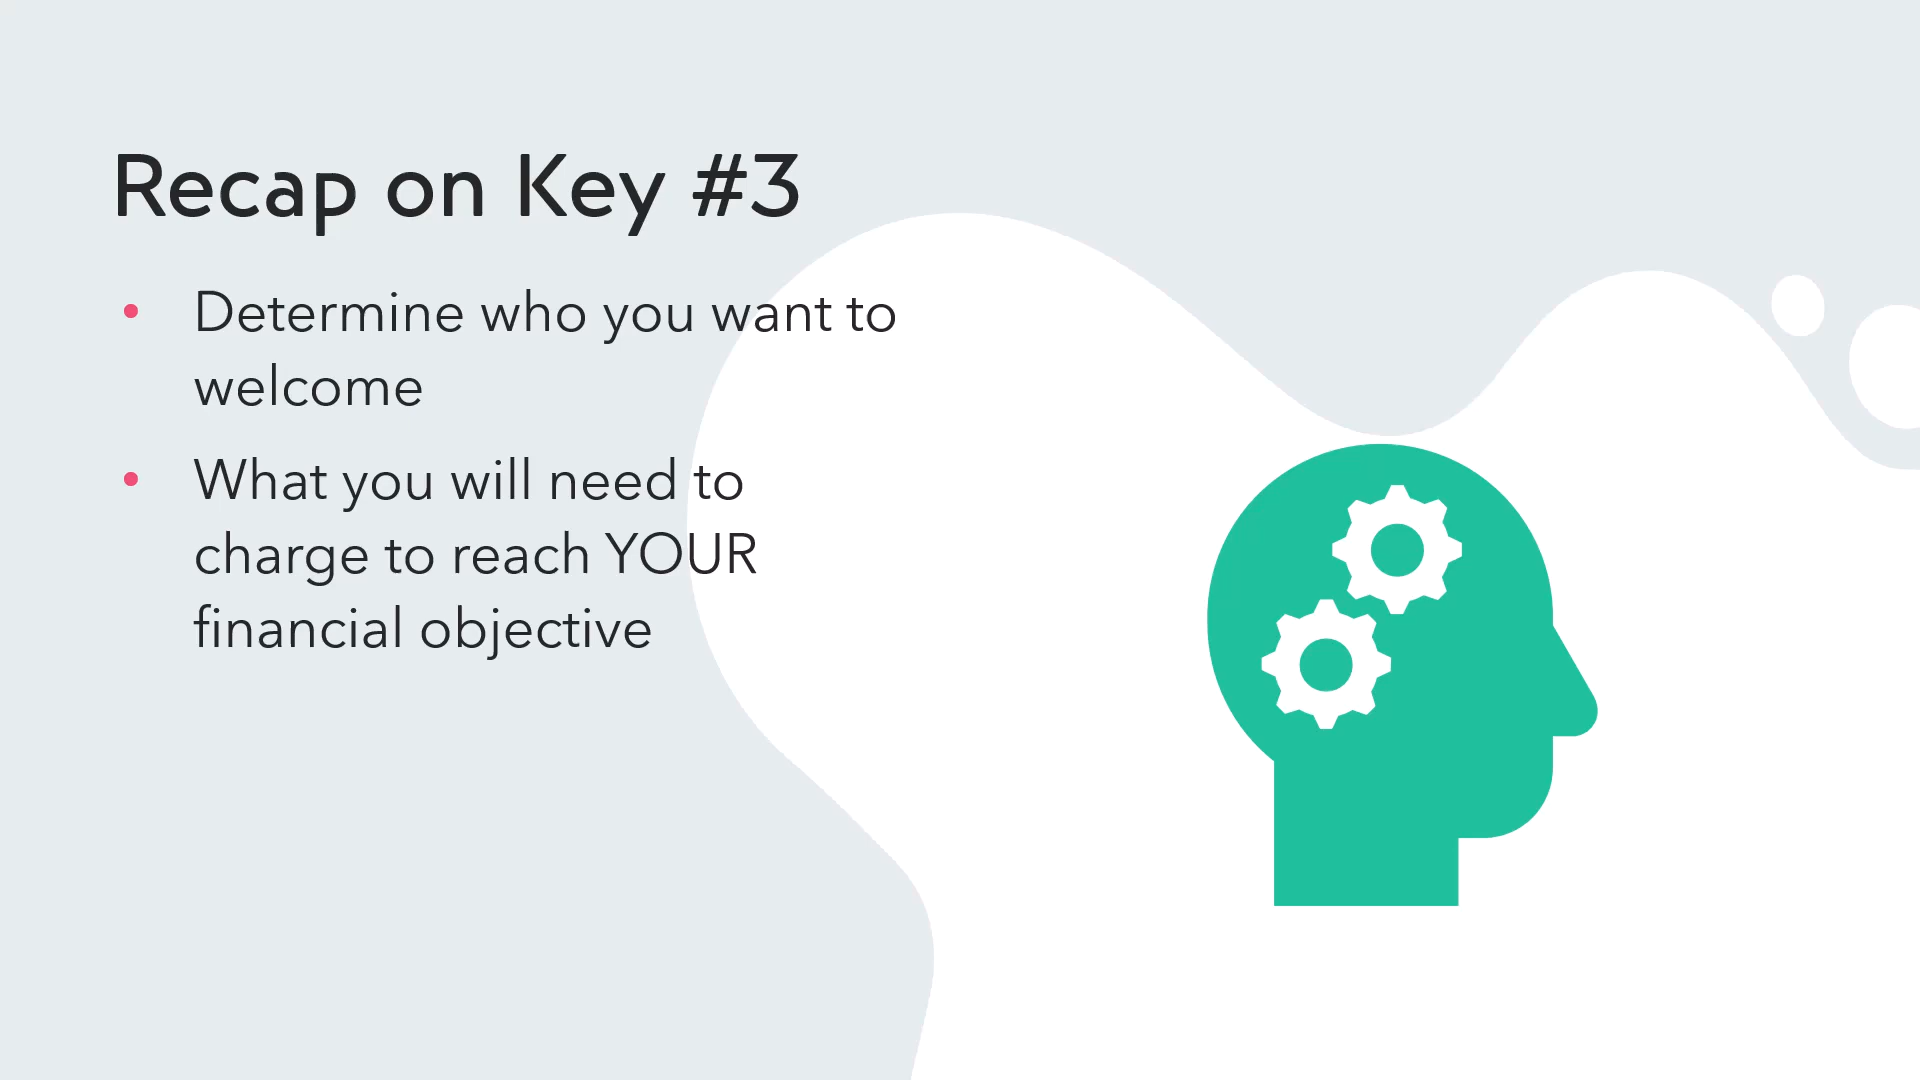 Recap on Key #3
• Determine who you want to
welcome
• What you will need to
charge to reach YOUR
financial objective